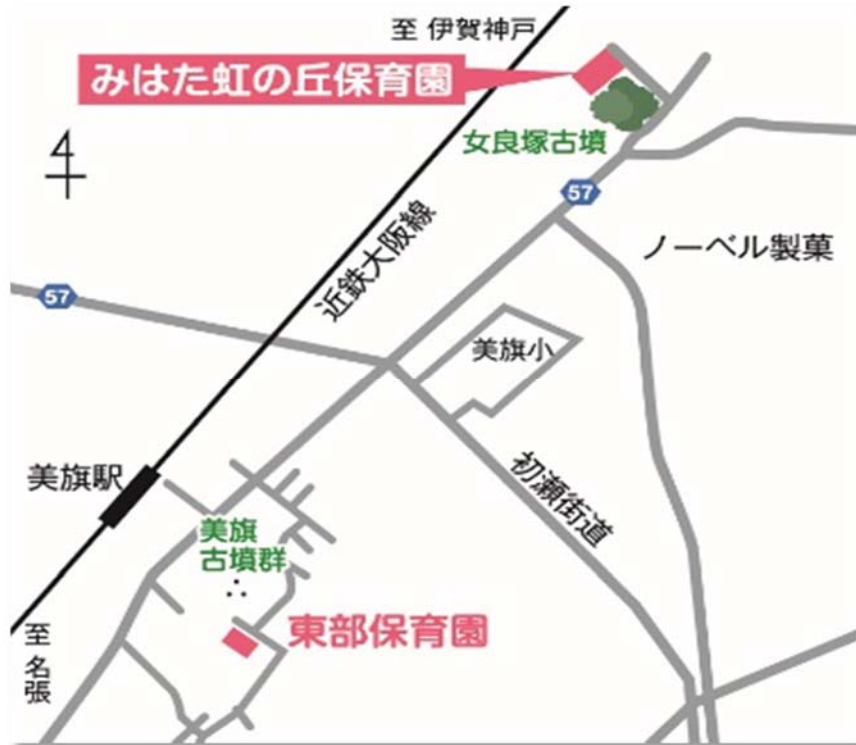 至 伊賀神戸
みはた虹の丘保育園
女良塚古墳
57
ノーベル製菓
近鉄大阪線
57
美旗小
美旗駅
初瀬街道
美旗
古墳群
東部保育園
至 名張